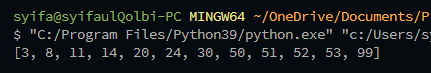 syifa@syifaulQolbi-PC MINGW64 ~/OneDrive/Documents/P
$ "C:/Program Files/Python39/python.exe" "c:/Users/sy
[3, 8, 11, 14, 20, 24, 30, 50, 51, 52, 53, 99]